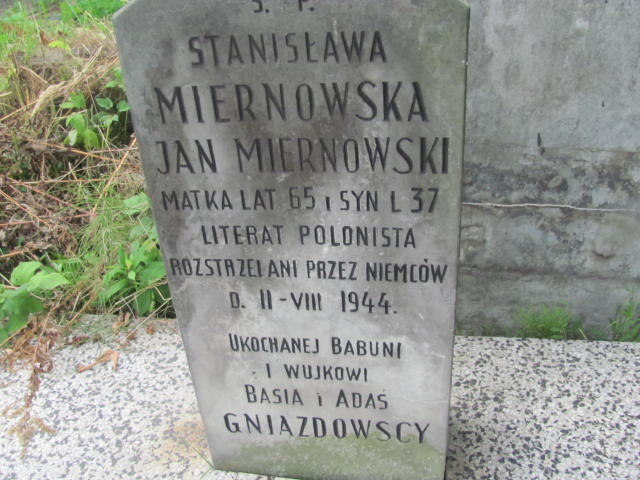 Ś. P.
STANISŁAWA
MIERNOWSKA
JAN MIERNOWSKI
MATKA LAT 65 i SYN L 37
LITERAT POLONISTA
ROZSTRZELANI PRZEZ NIEMCÓW
D. 11-VIII 1944.
UKOCHANEJ BABUNI
I WUJKOWI
BASIA i ADAŚ
GNIAZDOWSCY